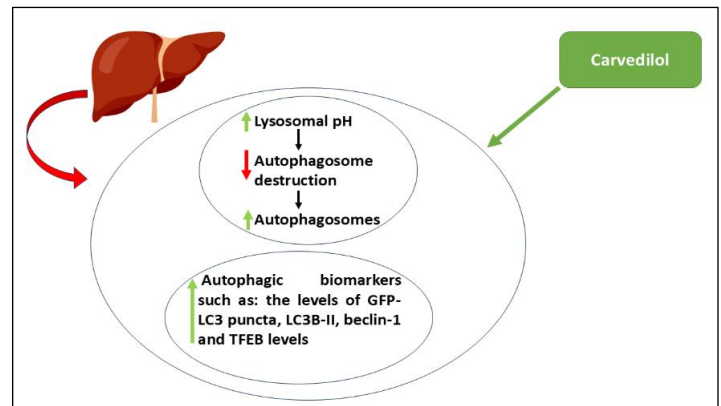 Carvedilol
Lysosomal pH
Autophagosome
destruction
Autophagosomes
Autophagic biomarkers
such as: the levels of GFP-
LC3 puncta, LC3B-II, beclin-1
and TFEB levels